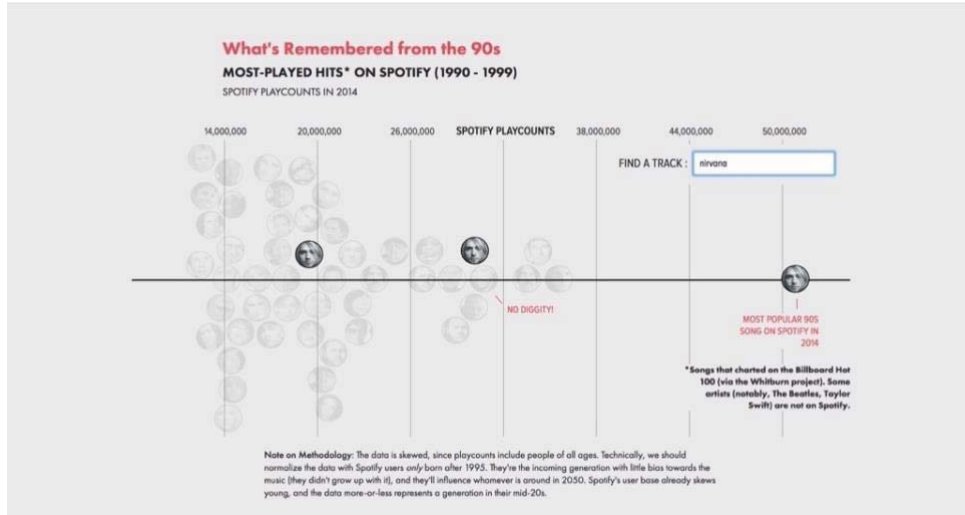 What's Remembered from the 90s
MOST-PLAYED HITS* ON SPOTIFY (1990 - 1999)
SPOTIFY PLAYCOUNTS IN 2014
14,000,000 20,000,000 26,000,000 SPOTIFY PLAYCOUNTS 38,000,000 44,000,000 50,000,000
FIND A TRACK : nirvana
NO DIGGITY!
MOST POPULAR 90S
SONG ON SPOTIFY IN
2014
*Songs that charted on the Billboard Hot
100 (via the Whitburn project). Some
artists (notably, The Beatles, Taylor
Swift) are not on Spotify.
Note on Methodology: The data is skewed, since playcounts include people of all ages. Technically, we should
normalize the data with Spotify users only born after 1995. They're the incoming generation with little bias towards the
music (they didn't grow up with it), and they'll influence whomever is around in 2050. Spotify's user base already skews
young, and the data more-or-less represents a generation in their mid-20s.